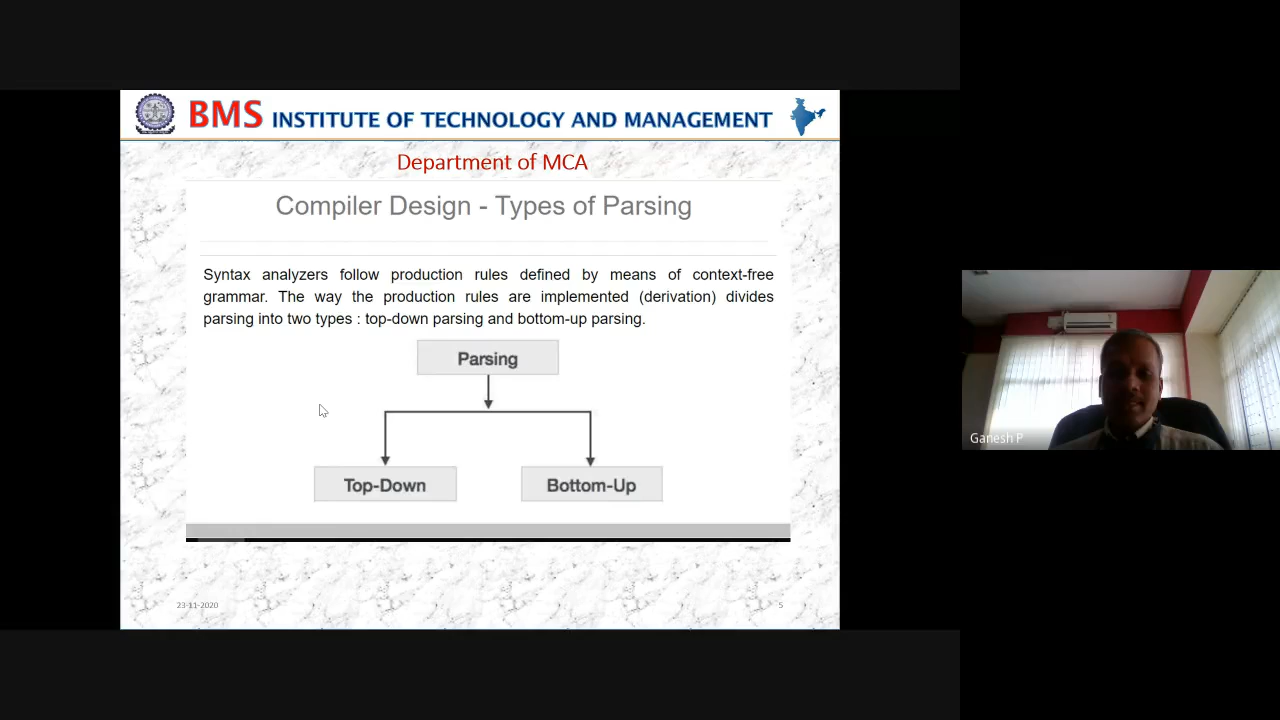 BMS INSTITUTE OF TECHNOLOGY AND MANAGEMENT
Department of MCA
Compiler Design - Types of Parsing
Syntax analyzers follow production rules defined by means of context-free
grammar. The way the production rules are implemented (derivation) divides
parsing into two types : top-down parsing and bottom-up parsing.
Parsing
Top-Down
Bottom-Up
23-11-2020
5
Ganesh P